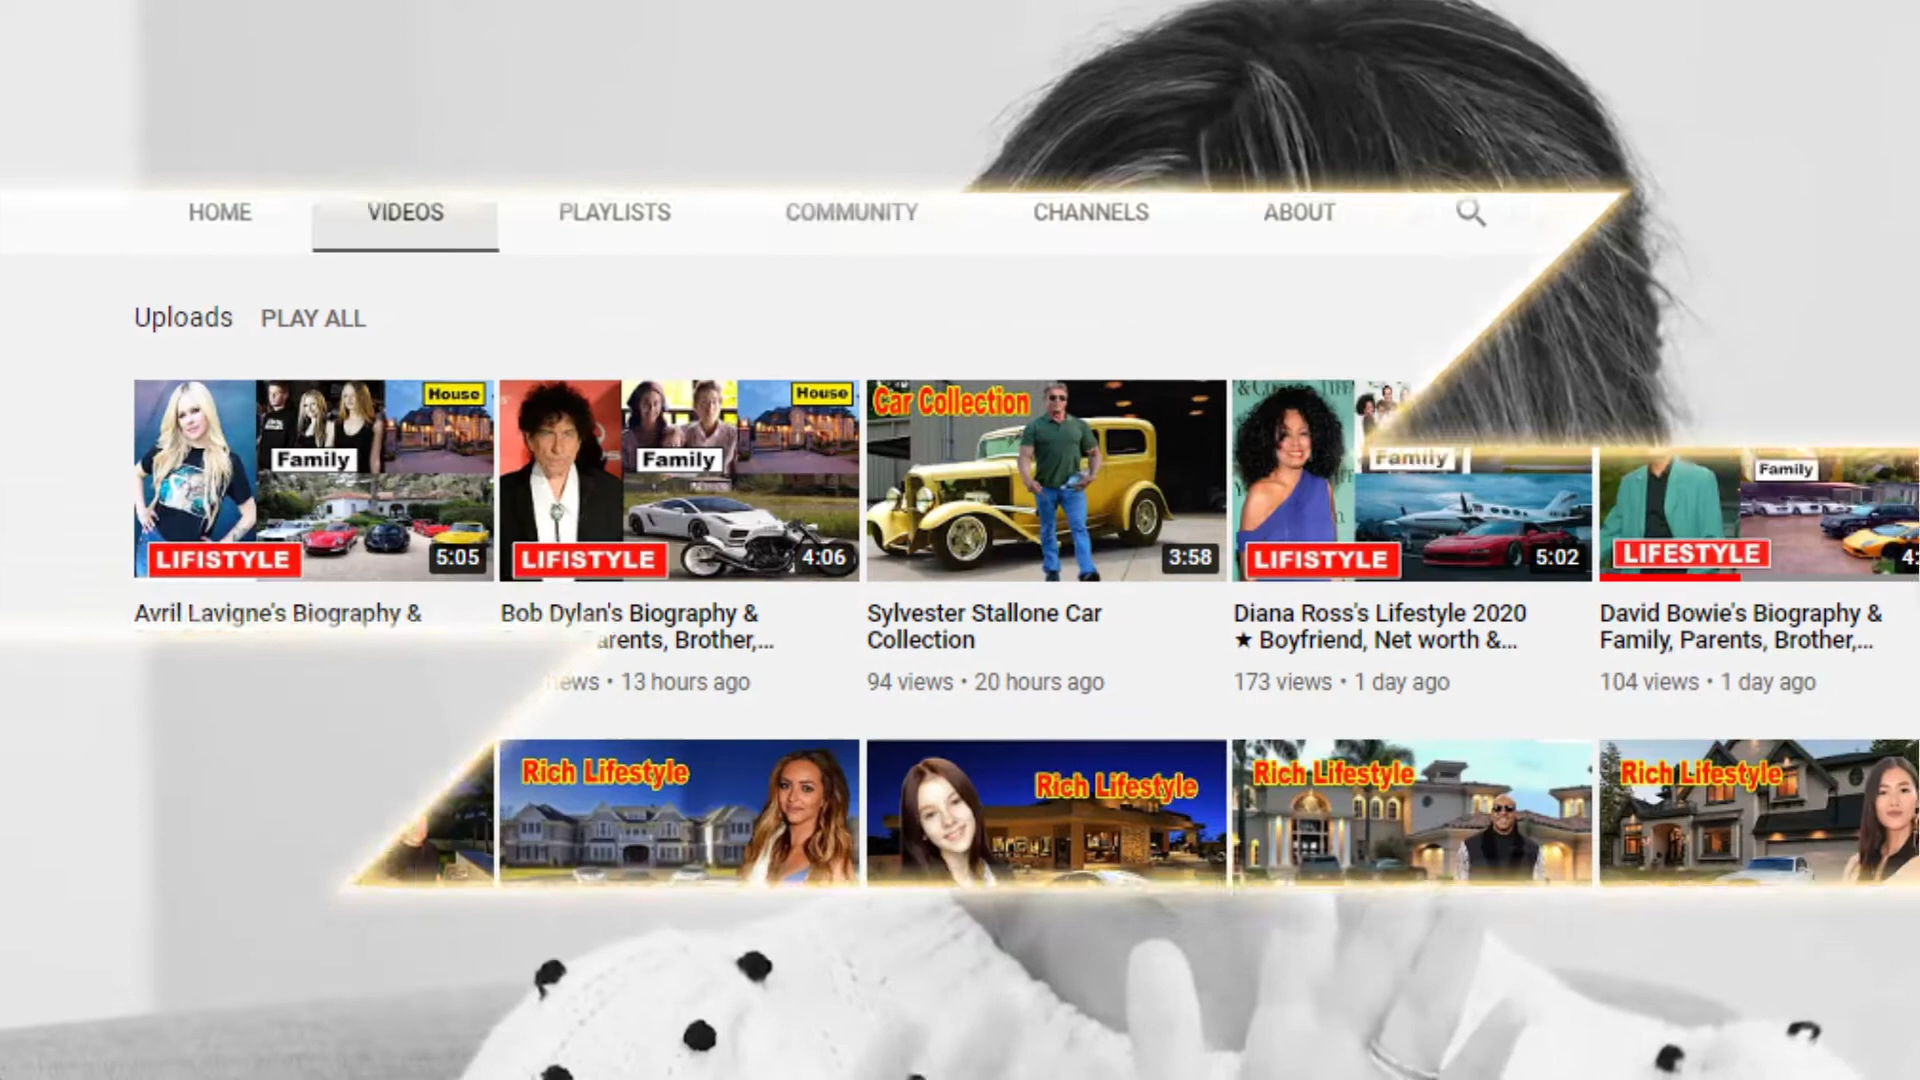 HOME VIDEOS PLAYLISTS COMMUNITY CHANNELS ABOUT
Uploads PLAY ALL
House
Family
LIFISTYLE
5:05
House
Family
LIFISTYLE
4:06
Car Collection
3:58
Family
LIFISTYLE
5:02
Family
LIFESTYLE
Avril Lavigne's Biography &
Bob Dylan's Biography &
Brother,...
13 hours ago
Sylvester Stallone Car
Collection
94 views • 20 hours ago
Diana Ross's Lifestyle 2020
★ Boyfriend, Net worth &...
173 views • 1 day ago
David Bowie's Biography &
Family, Parents, Brother,...
104 views • 1 day ago
Rich Lifestyle
Rich Lifestyle
Rich Lifestyle
Rich Lifestyle